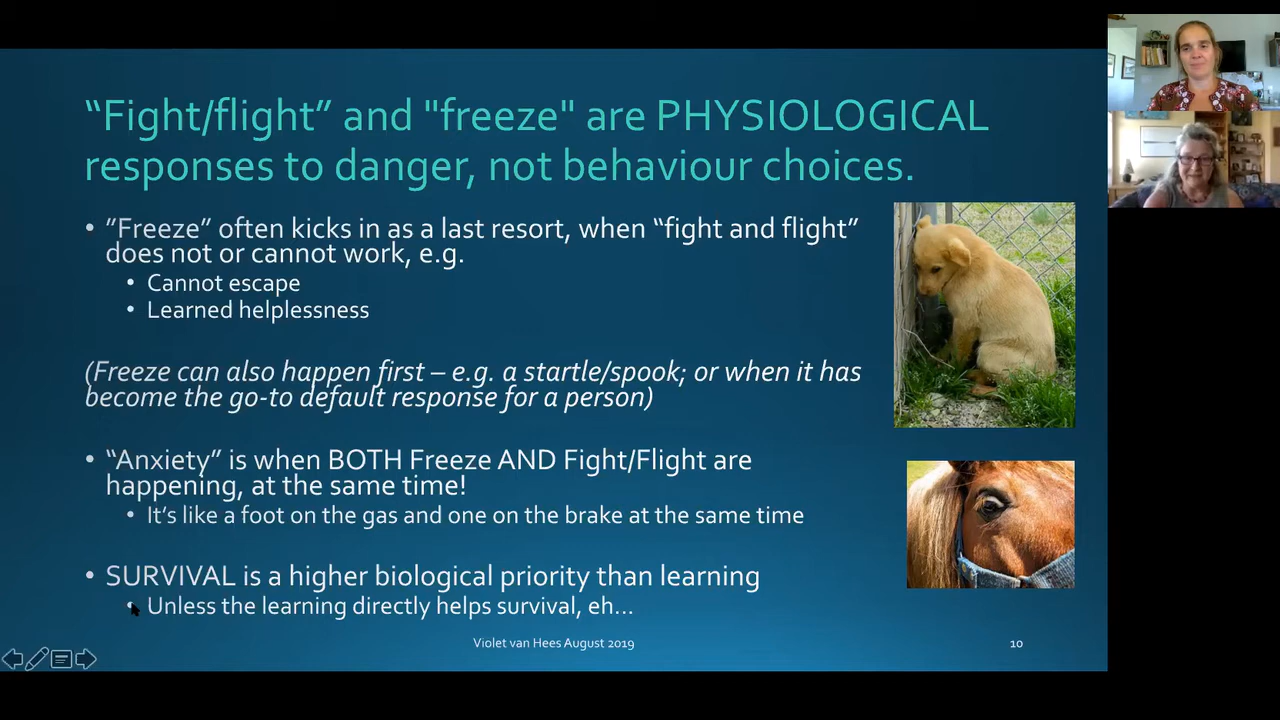 “Fight/flight” and "freeze" are PHYSIOLOGICAL
responses to danger, not behaviour choices.
• ”Freeze” often kicks in as a last resort, when “fight and flight”
does not or cannot work, e.g.
• Cannot escape
• Learned helplessness
(Freeze can also happen first – e.g. a startle/spook; or when it has
become the go-to default response for a person)
• “Anxiety” is when BOTH Freeze AND Fight/Flight are
happening, at the same time!
• It’s like a foot on the gas and one on the brake at the same time
• SURVIVAL is a higher biological priority than learning
• Unless the learning directly helps survival, eh…
Violet van Hees August 2019
10